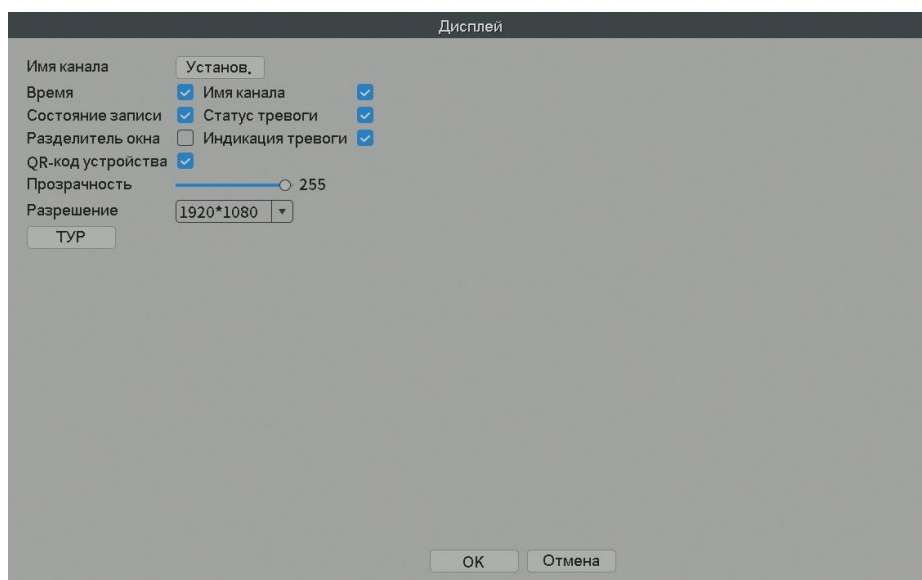 Дисплей
Имя канала Установ.
Время Имя канала
Состояние записи Статус тревоги
Разделитель окна Индикация тревоги
QR-код устройства
Прозрачность 255
Разрешение 1920*1080
ТУР
OK Отмена